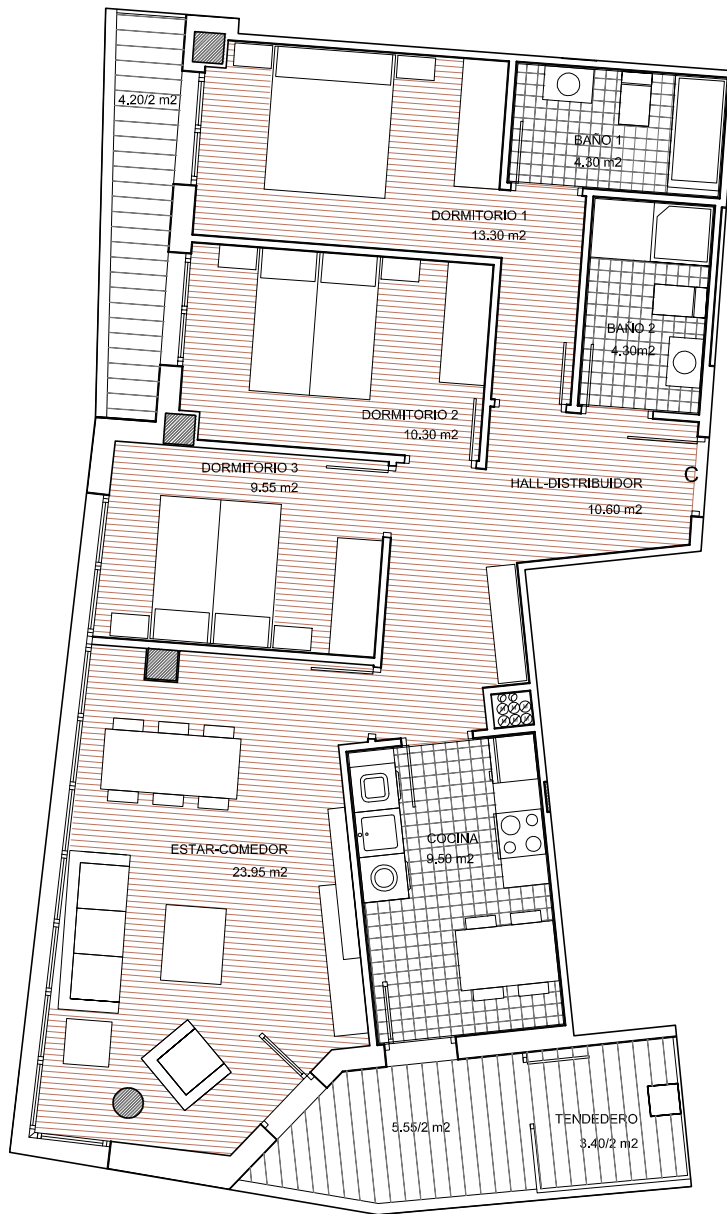 4.20/2 m2
BAÑO 1
4.30 m2
DORMITORIO 1
13.30 m2
BAÑO 2
4.30m2
DORMITORIO 2
10.30 m2
DORMITORIO 3
9.55 m2
HALL-DISTRIBUIDOR
C
10.60 m2
COCINA
9.50 m2
ESTAR-COMEDOR
23.95 m2
5.55/2 m2
TENDEDERO
3.40/2 m2